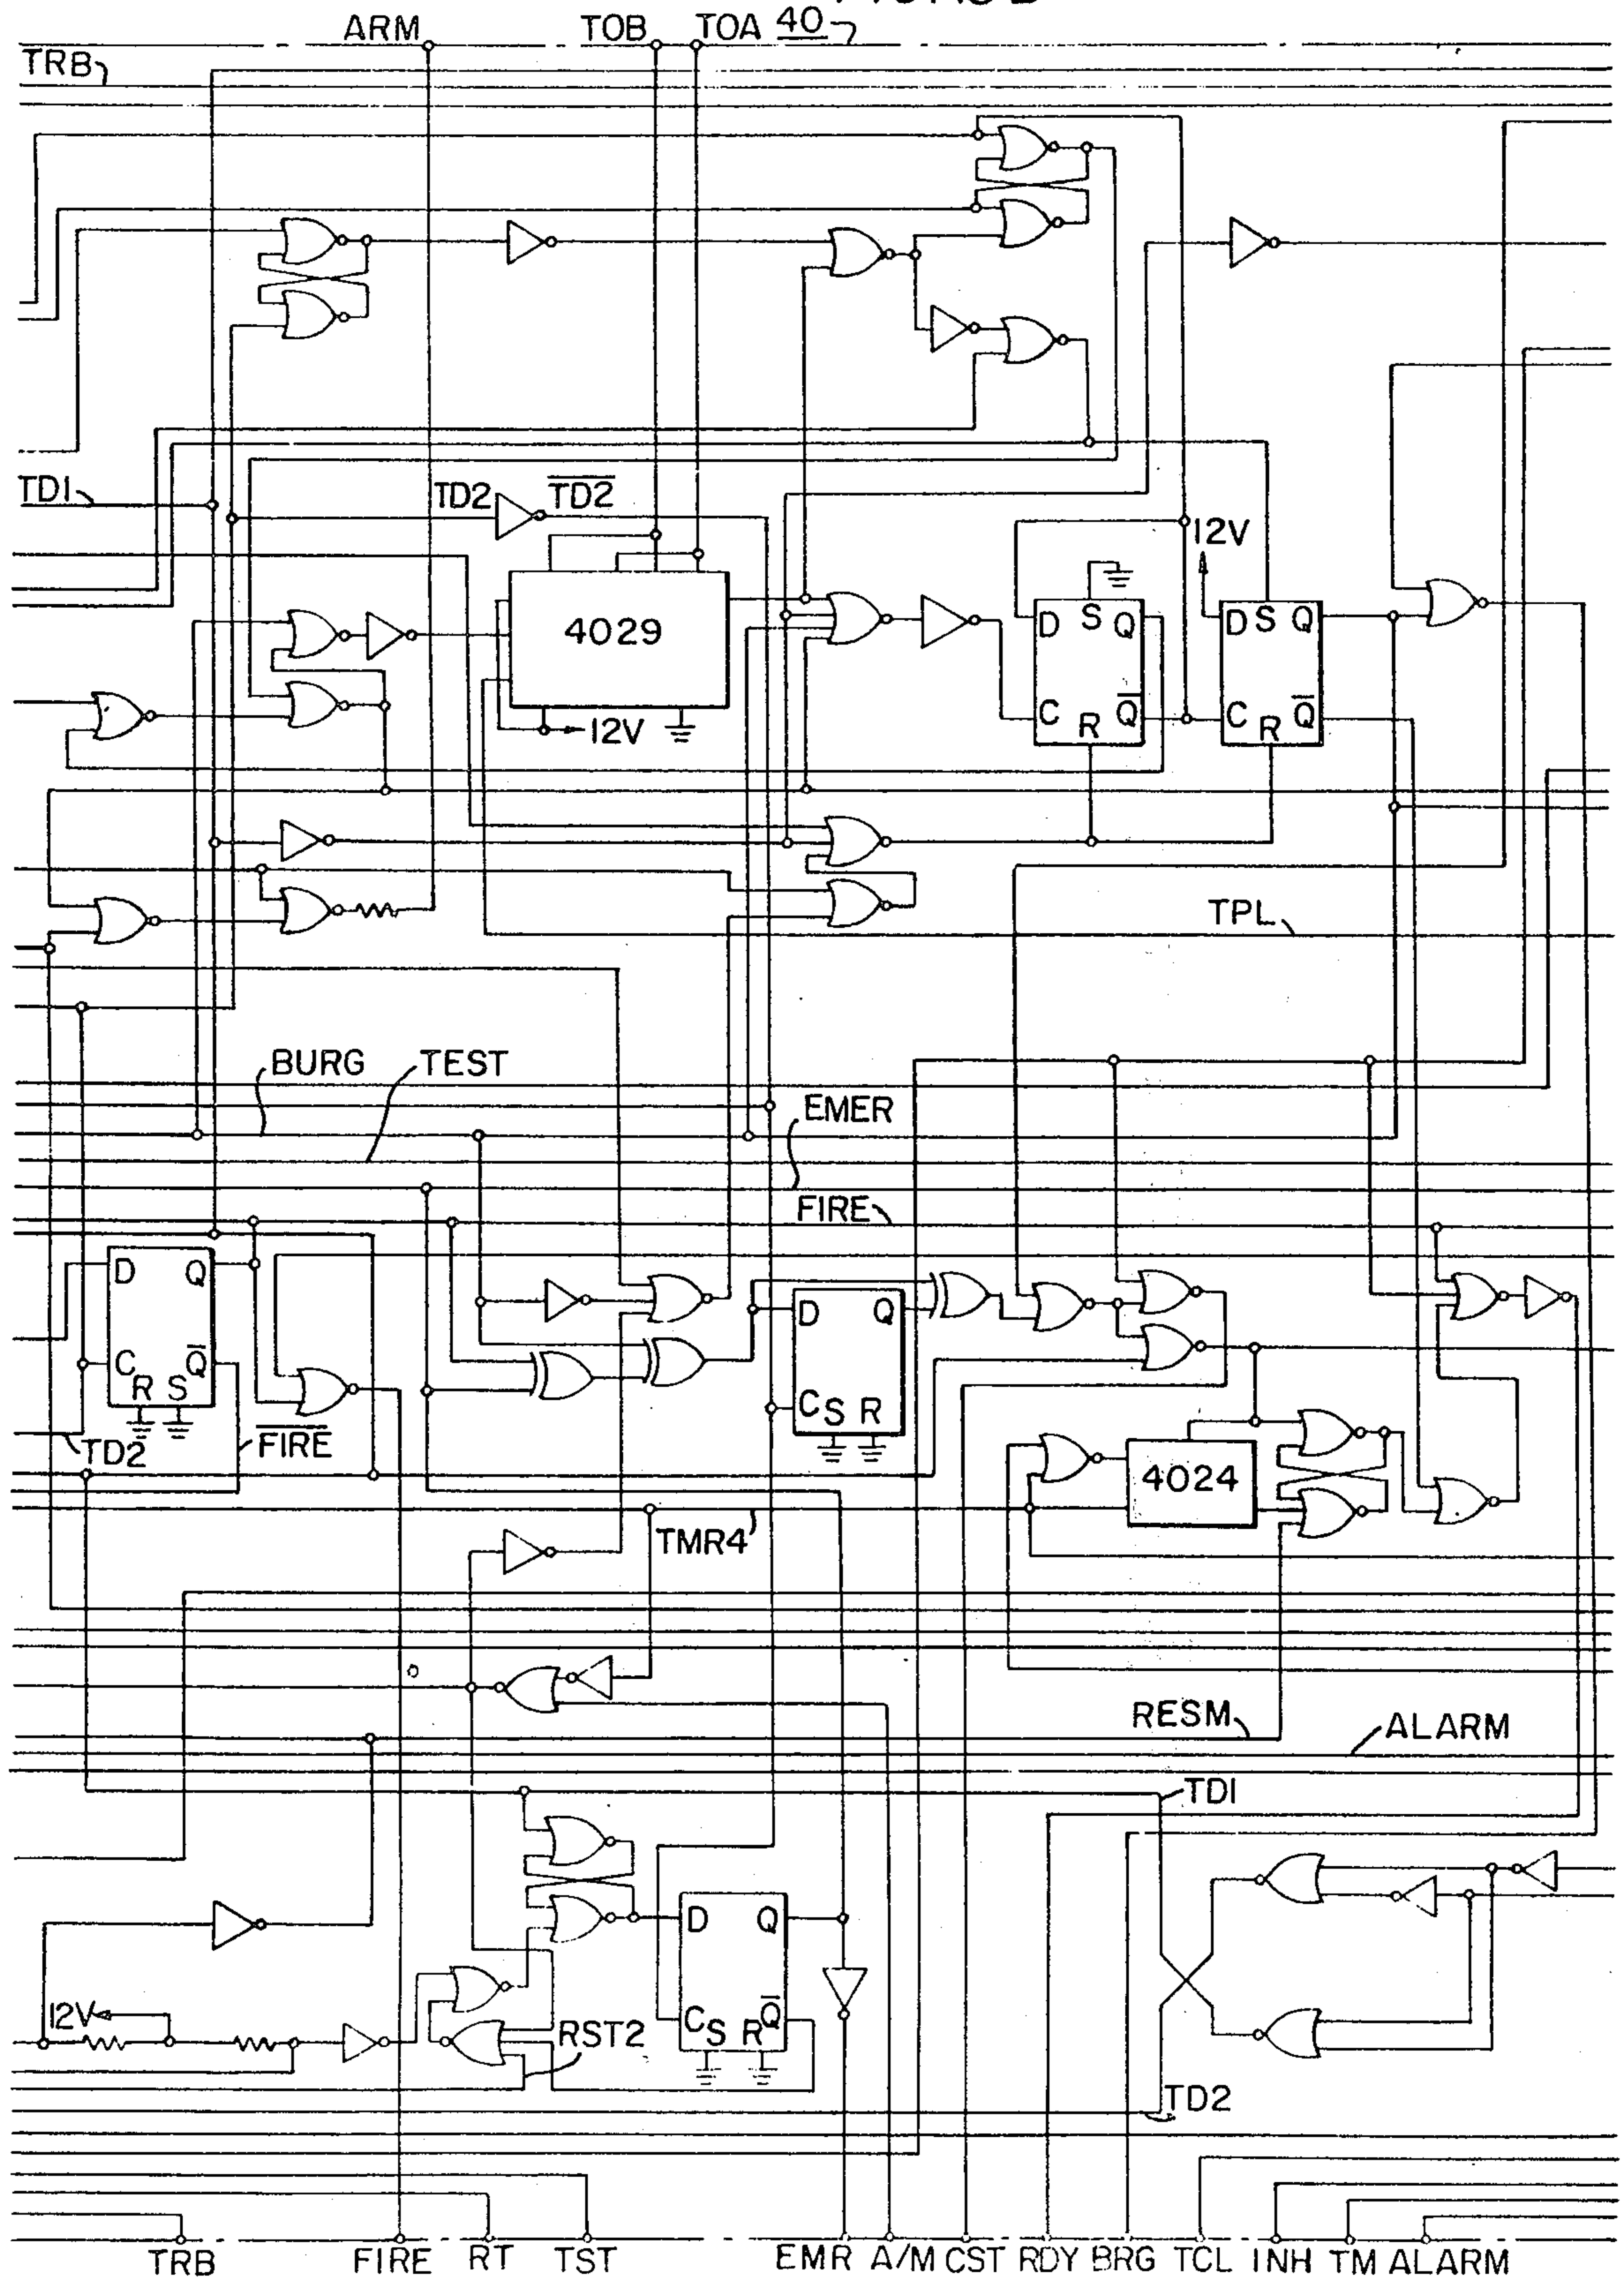 ARM TOB TOA 40
TRB
TD1 TD2 TD2
12V
4029
D S Q
D S Q
12V
C R Q
C R Q
TPL
BURG TEST
EMER
FIRE
D Q
D Q
C R S Q
C S R
TD2 FIRE
4024
TMR4
RESM ALARM
TD1
D Q
12V
C S R Q
RST2
TD2
TRB FIRE RT TST EMR A/M CST RDY BRG TCL INH TM ALARM